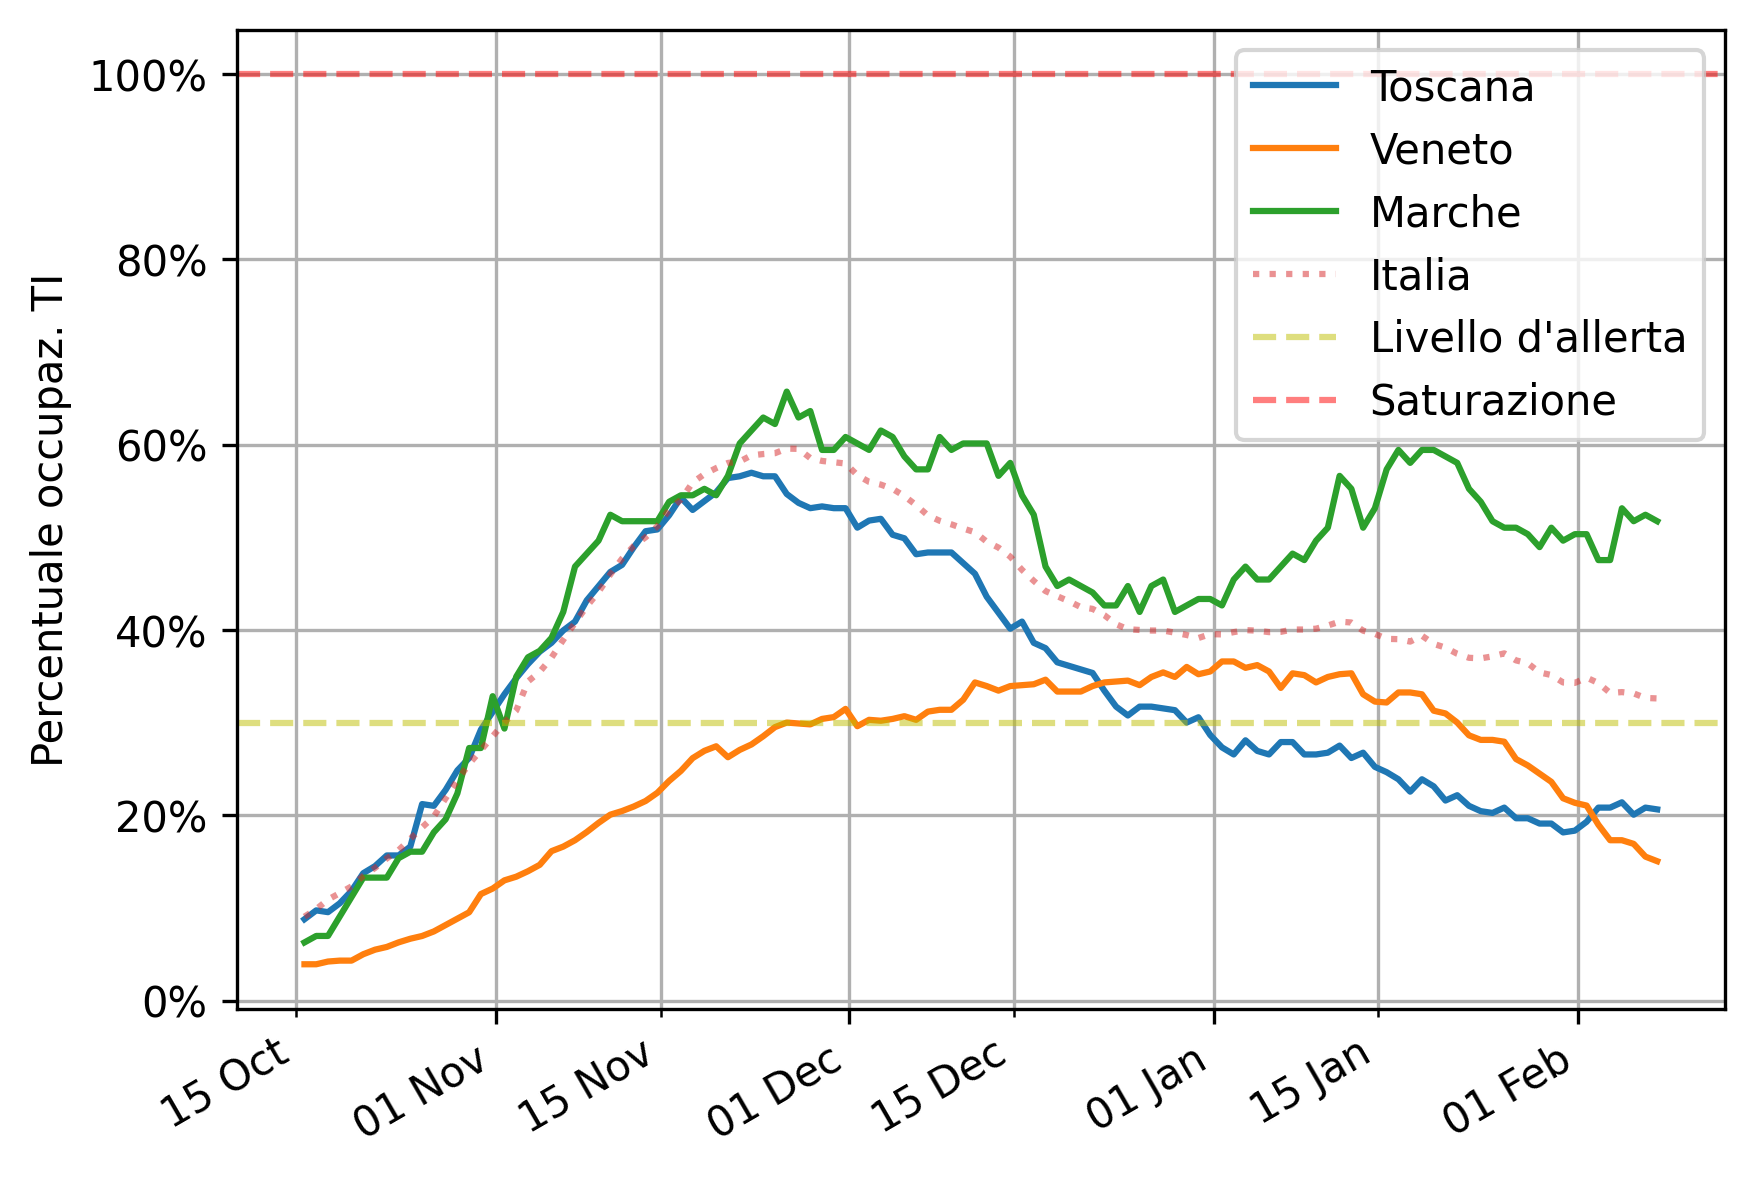 Percentuale occupaz. TI
100%
80%
60%
40%
20%
0%
15 Oct
01 Nov
15 Nov
01 Dec
15 Dec
01 Jan
15 Jan
01 Feb
Toscana
Veneto
Marche
Italia
Livello d'allerta
Saturazione